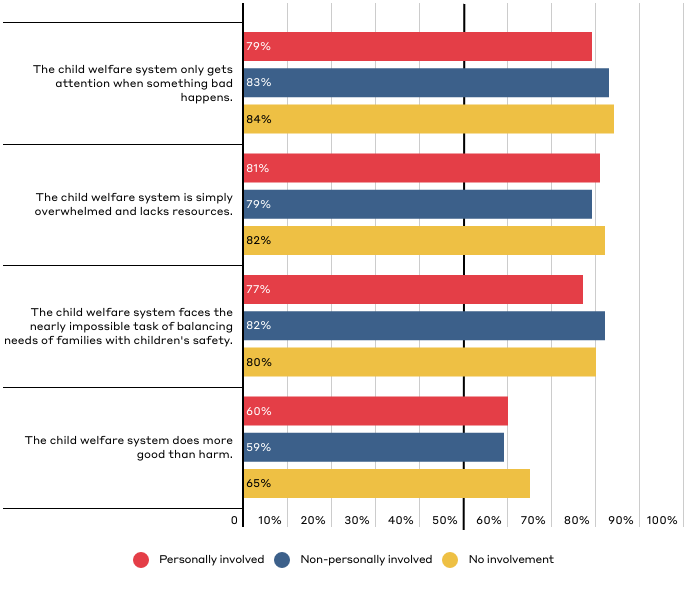 The child welfare system only gets
attention when something bad
happens.
79%
83%
84%
The child welfare system is simply
overwhelmed and lacks resources.
81%
79%
82%
The child welfare system faces the
nearly impossible task of balancing
needs of families with children's safety.
77%
82%
80%
The child welfare system does more
good than harm.
60%
59%
65%
0 10% 20% 30% 40% 50% 60% 70% 80% 90% 100%
Personally involved Non-personally involved No involvement